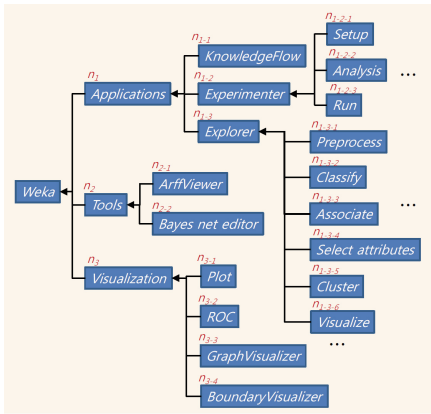 n1-2-1
Setup
n1-1
KnowledgeFlow
n1-2-2
Analysis
...
n1
Applications
n1-2
Experimenter
n1-2-3
Run
n1-3
Explorer
n1-3-1
Preprocess
n1-3-2
Classify
Weka
n2
Tools
n2-1
ArffViewer
n1-3-3
Associate
...
n2-2
Bayes net editor
n1-3-4
Select attributes
n3
Visualization
n3-1
Plot
n1-3-5
Cluster
n3-2
ROC
n1-3-6
Visualize
...
n3-3
GraphVisualizer
n3-4
BoundaryVisualizer